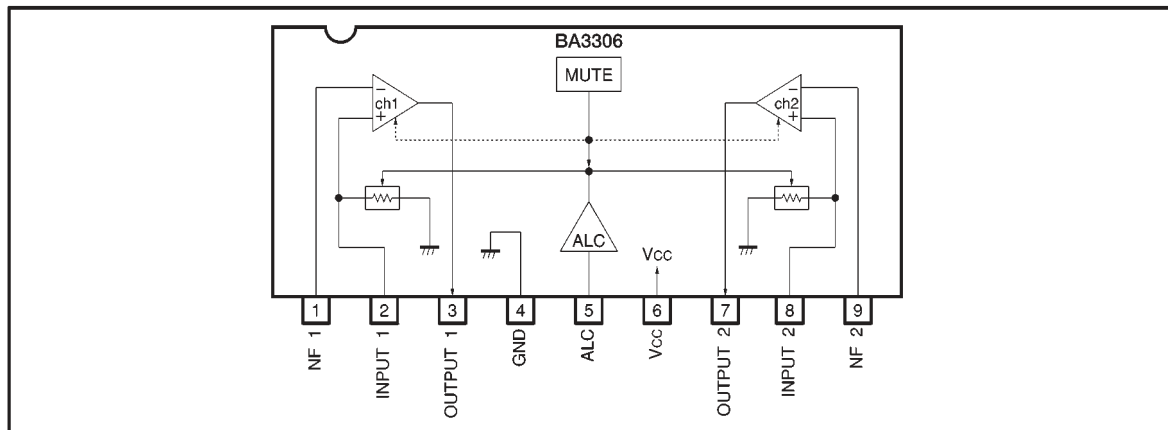 BA3306
MUTE
ch1
−
+
ch2
−
+
ALC
Vcc
1
2
3
4
5
6
7
8
9
NF 1
INPUT 1
OUTPUT 1
GND
ALC
Vcc
OUTPUT 2
INPUT 2
NF 2